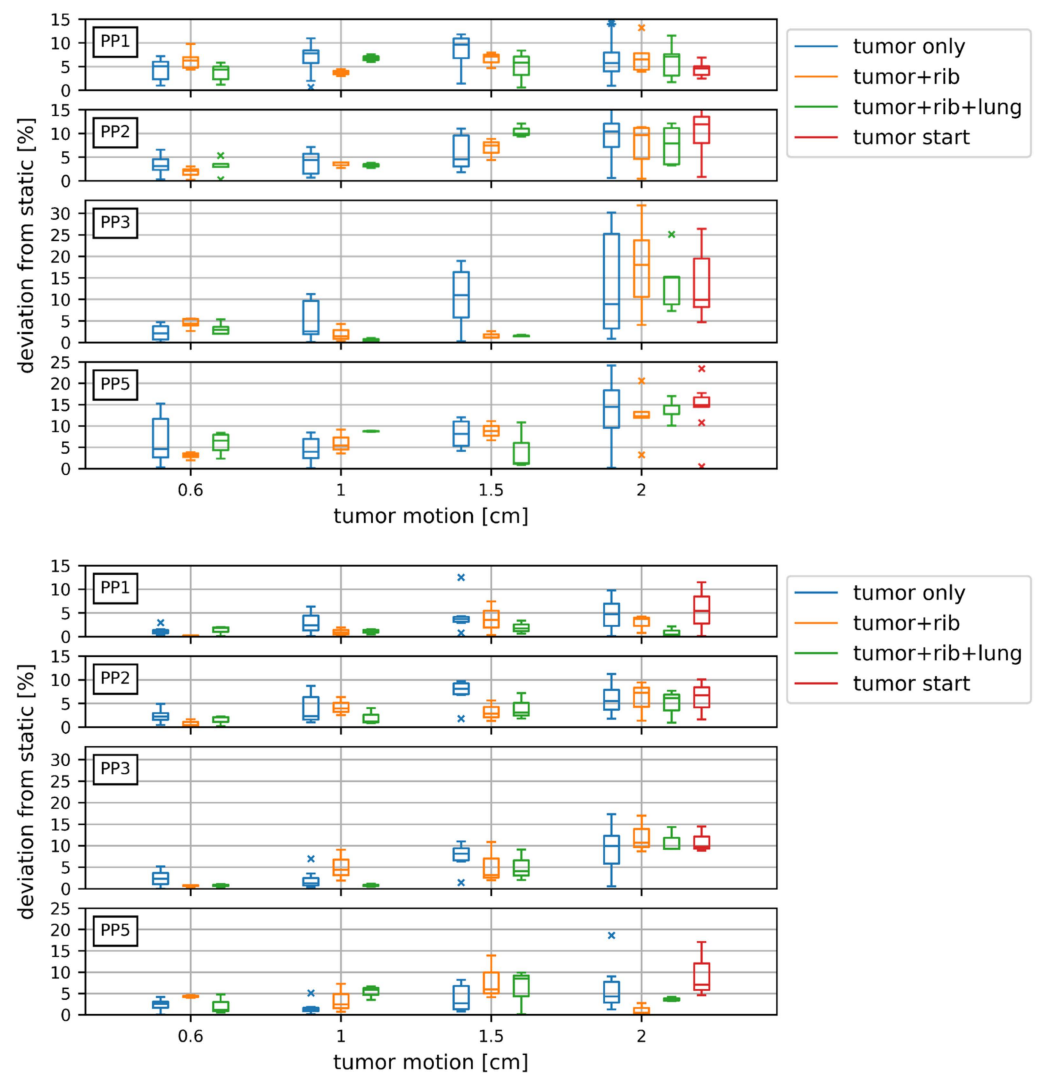 15
10
5
0
PP1
15
10
5
0
PP2
30
25
20
15
10
5
0
PP3
25
20
15
10
5
0
PP5
deviation from static [%]
0.6 1 1.5 2
tumor motion [cm]
tumor only
tumor+rib
tumor+rib+lung
tumor start
15
10
5
0
PP1
15
10
5
0
PP2
30
25
20
15
10
5
0
PP3
25
20
15
10
5
0
PP5
deviation from static [%]
0.6 1 1.5 2
tumor motion [cm]
tumor only
tumor+rib
tumor+rib+lung
tumor start